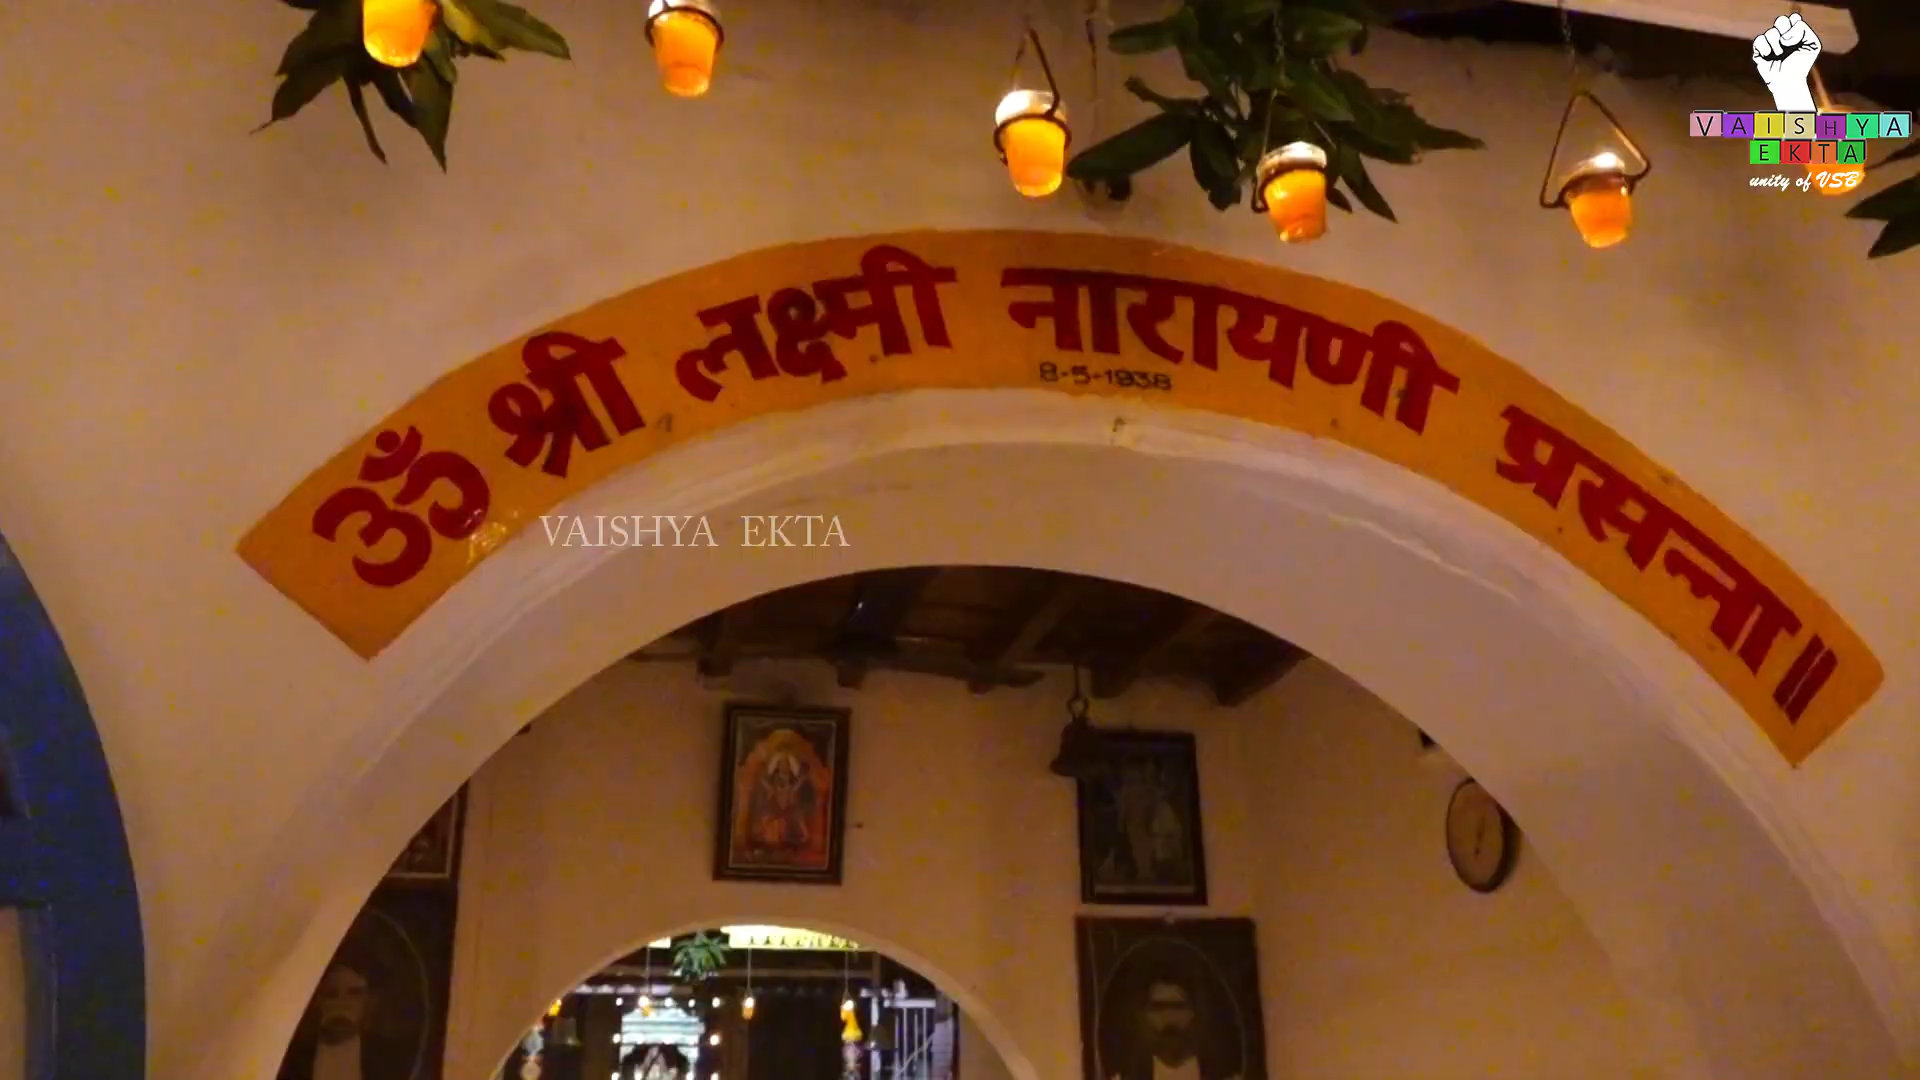 VAISHYA
EKTA
unity of VSB
ॐ श्री लक्ष्मी नारायणी प्रसन्ना॥
8-5-1938
VAISHYA EKTA